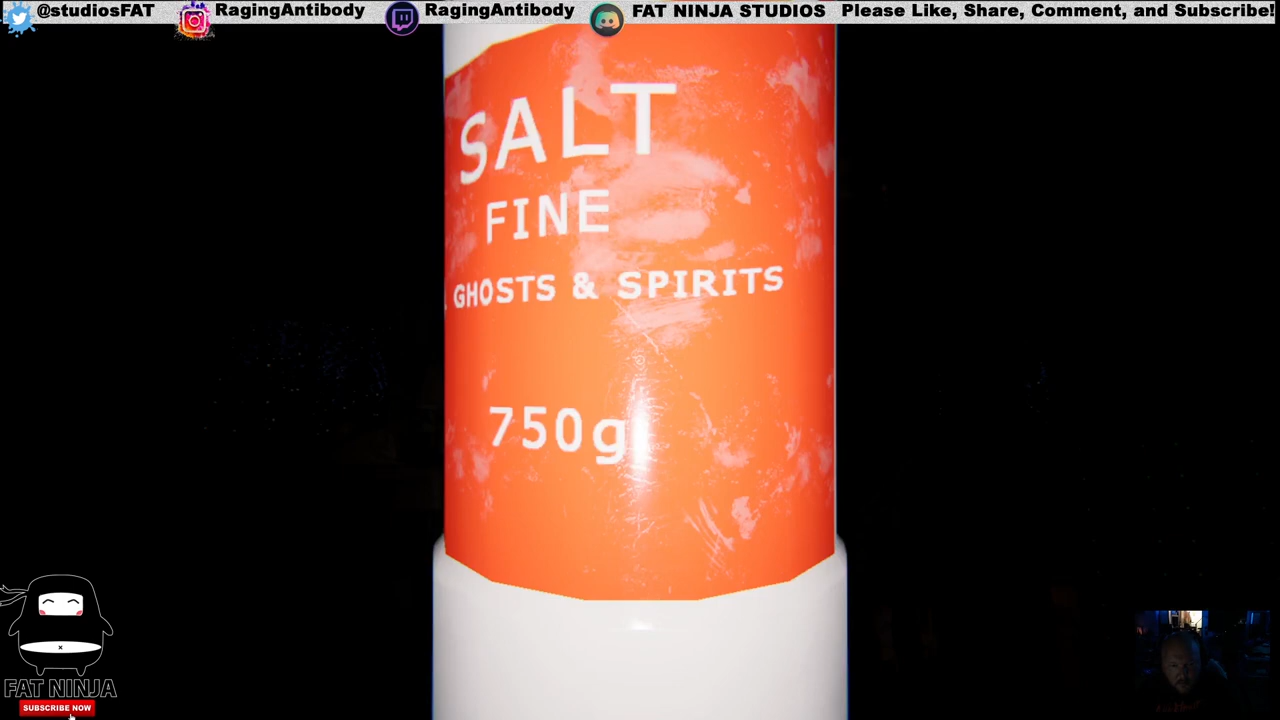 @studiosFAT RagingAntibody RagingAntibody FAT NINJA STUDIOS Please Like, Share, Comment, and Subscribe!
SALT
FINE
GHOSTS & SPIRITS
750g
FAT NINJA
SUBSCRIBE NOW